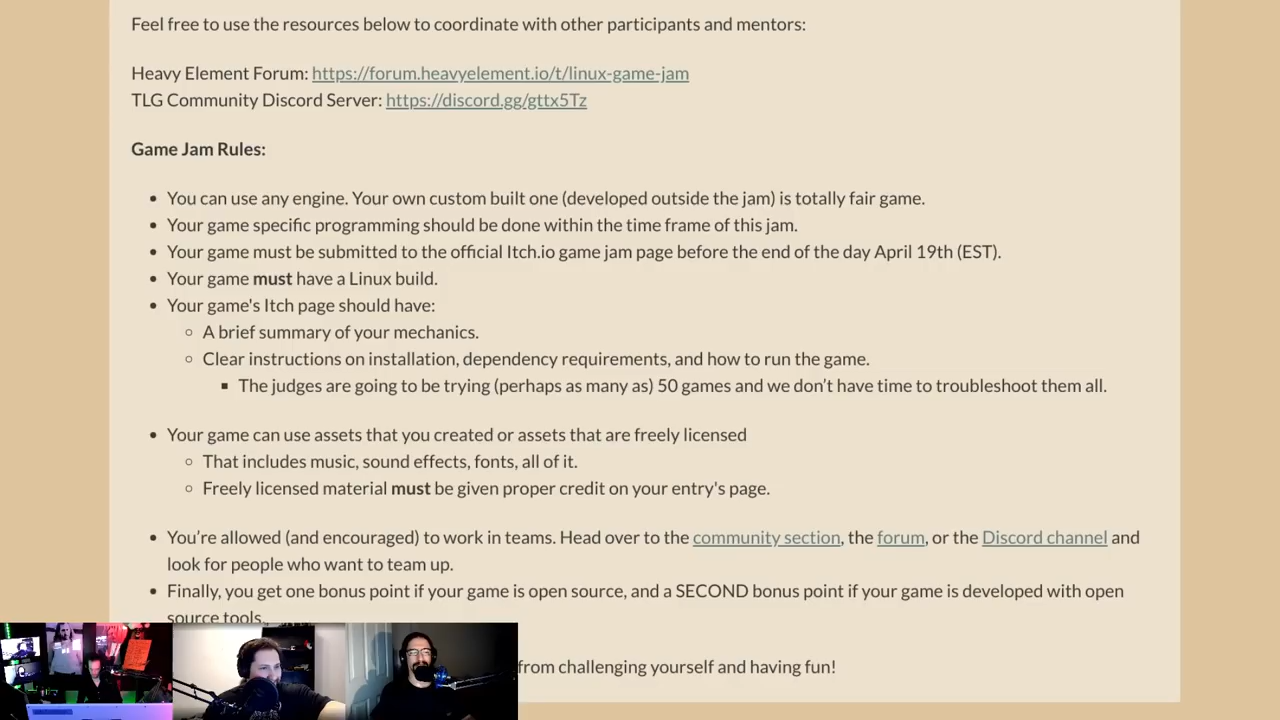 Feel free to use the resources below to coordinate with other participants and mentors:
Heavy Element Forum: https://forum.heavyelement.io/t/linux-game-jam
TLG Community Discord Server: https://discord.gg/gttx5Tz
Game Jam Rules:
You can use any engine. Your own custom built one (developed outside the jam) is totally fair game.
Your game specific programming should be done within the time frame of this jam.
Your game must be submitted to the official Itch.io game jam page before the end of the day April 19th (EST).
Your game must have a Linux build.
Your game's Itch page should have:
A brief summary of your mechanics.
Clear instructions on installation, dependency requirements, and how to run the game.
The judges are going to be trying (perhaps as many as) 50 games and we don't have time to troubleshoot them all.
Your game can use assets that you created or assets that are freely licensed
That includes music, sound effects, fonts, all of it.
Freely licensed material must be given proper credit on your entry's page.
You're allowed (and encouraged) to work in teams. Head over to the community section, the forum, or the Discord channel and
look for people who want to team up.
Finally, you get one bonus point if your game is open source, and a SECOND bonus point if your game is developed with open
source tools.
from challenging yourself and having fun!